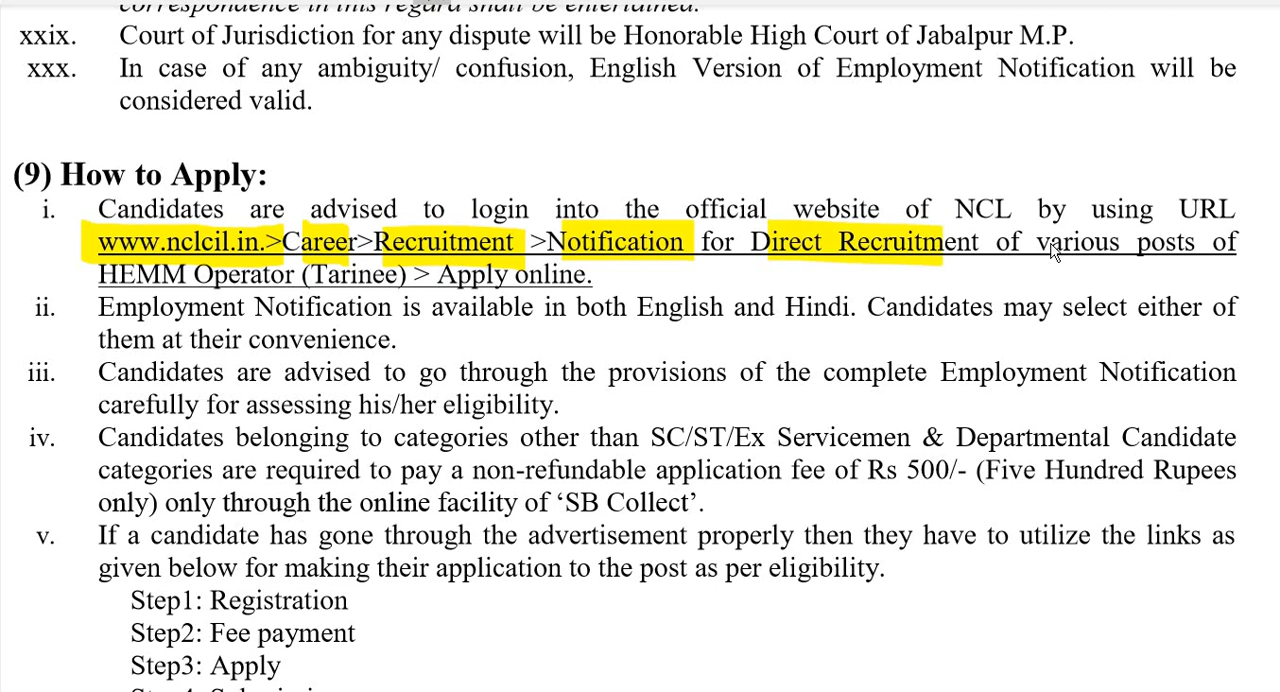 correspondence in this regard shall be entertained.
xxix. Court of Jurisdiction for any dispute will be Honorable High Court of Jabalpur M.P.
xxx. In case of any ambiguity/ confusion, English Version of Employment Notification will be
considered valid.
(9) How to Apply:
i. Candidates are advised to login into the official website of NCL by using URL
www.nclcil.in.>Career>Recruitment >Notification for Direct Recruitment of various posts of
HEMM Operator (Tarinee) > Apply online.
ii. Employment Notification is available in both English and Hindi. Candidates may select either of
them at their convenience.
iii. Candidates are advised to go through the provisions of the complete Employment Notification
carefully for assessing his/her eligibility.
iv. Candidates belonging to categories other than SC/ST/Ex Servicemen & Departmental Candidate
categories are required to pay a non-refundable application fee of Rs 500/- (Five Hundred Rupees
only) only through the online facility of ‘SB Collect’.
v. If a candidate has gone through the advertisement properly then they have to utilize the links as
given below for making their application to the post as per eligibility.
Step1: Registration
Step2: Fee payment
Step3: Apply